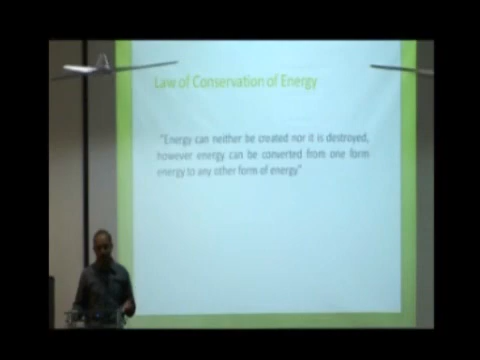 Law of Conservation of Energy
"Energy can neither be created nor it is destroyed,
however energy can be converted from one form
energy to any other form of energy"